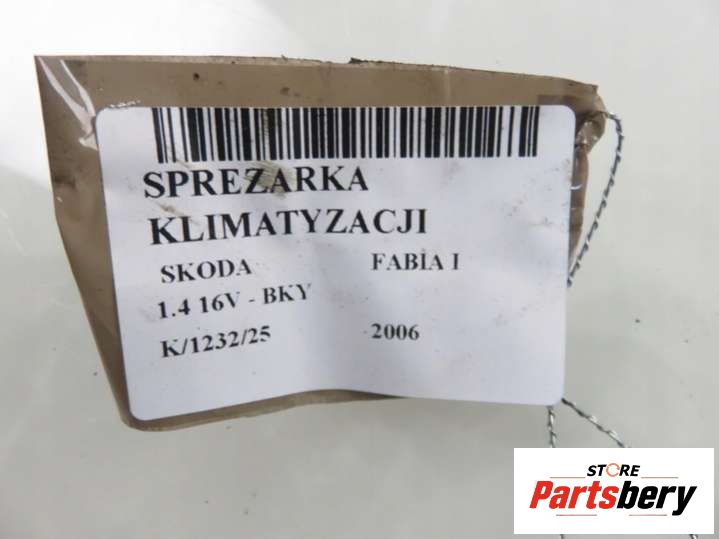 SPREZARKA
KLIMATYZACJI
SKODA FABIA I
1.4 16V - BKY
K/1232/25 2006
STORE
Partsbery